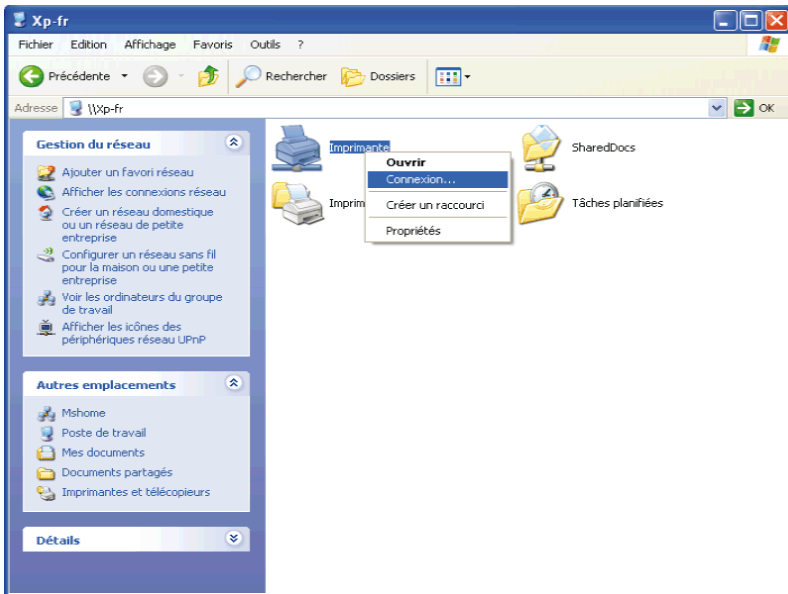 Xp-fr
Fichier Edition Affichage Favoris Outils ?
Précédente Rechercher Dossiers
Adresse \\Xp-fr OK
Gestion du réseau
Ajouter un favori réseau
Afficher les connexions réseau
Créer un réseau domestique
ou un réseau de petite
entreprise
Configurer un réseau sans fil
pour la maison ou une petite
entreprise
Voir les ordinateurs du groupe
de travail
Afficher les icônes des
périphériques réseau UPnP
Autres emplacements
Mshome
Poste de travail
Mes documents
Documents partagés
Imprimantes et télécopieurs
Détails
Imprimante
SharedDocs
Imprim
Tâches planifiées
Ouvrir
Connexion...
Créer un raccourci
Propriétés